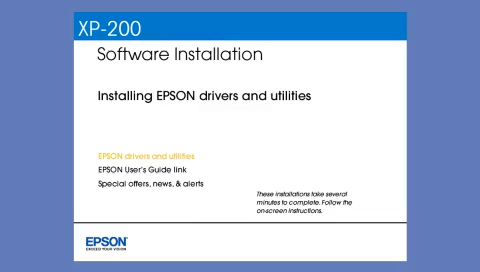 XP-200
Software Installation
Installing EPSON drivers and utilities
EPSON drivers and utilities
EPSON User's Guide link
Special offers, news, & alerts
These installations take several
minutes to complete. Follow the
on-screen instructions.
EPSON
EXCEED YOUR VISION